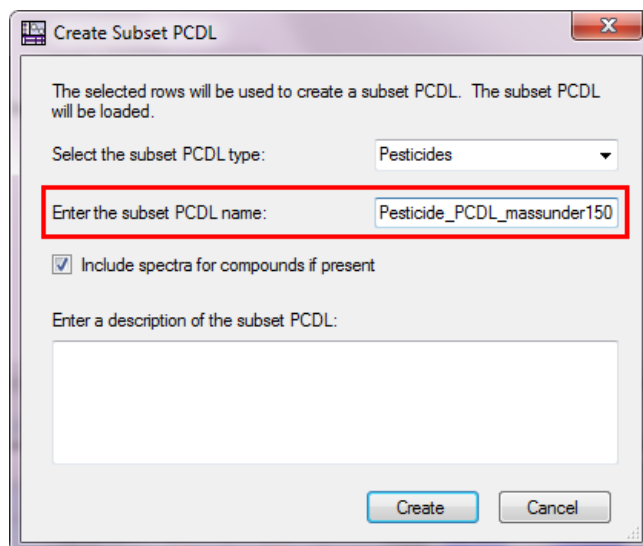 Create Subset PCDL
The selected rows will be used to create a subset PCDL. The subset PCDL
will be loaded.
Select the subset PCDL type: Pesticides
Enter the subset PCDL name: Pesticide_PCDL_massunder150
Include spectra for compounds if present
Enter a description of the subset PCDL:
Create Cancel